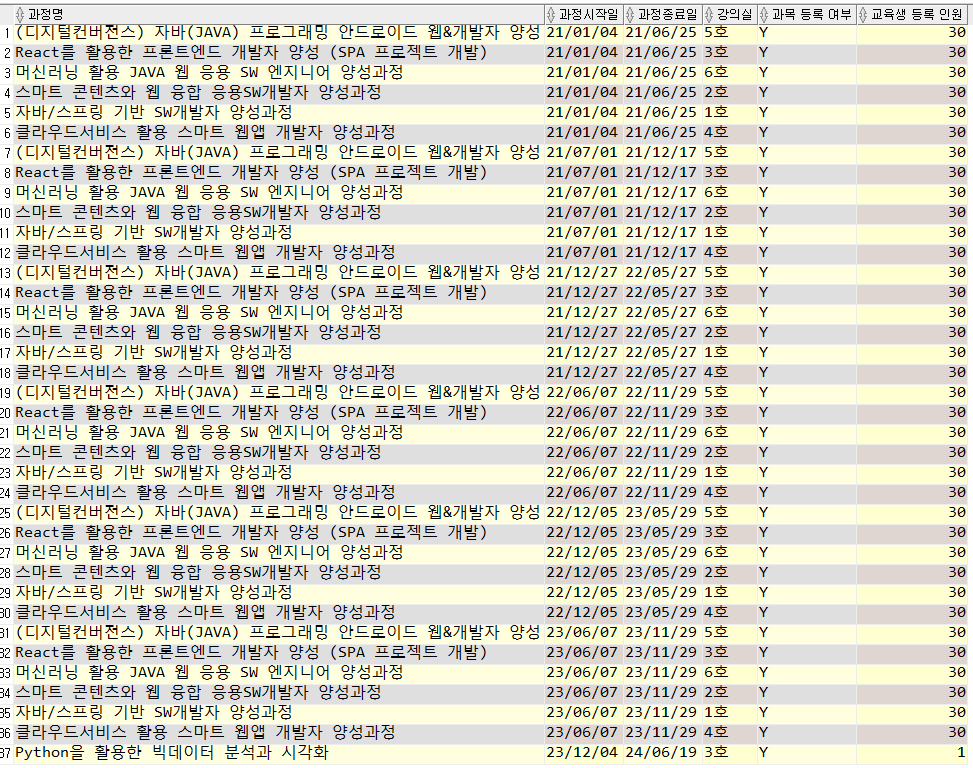 과정명 과정시작일 과정종료일 강의실 과목 등록 여부 교육생 등록 인원
1 (디지털컨버전스) 자바(JAVA) 프로그래밍 안드로이드 웹&개발자 양성 21/01/04 21/06/25 5호 Y 30
2 React를 활용한 프론트엔드 개발자 양성 (SPA 프로젝트 개발) 21/01/04 21/06/25 3호 Y 30
3 머신러닝 활용 JAVA 웹 응용 SW 엔지니어 양성과정 21/01/04 21/06/25 6호 Y 30
4 스마트 콘텐츠와 웹 융합 응용SW개발자 양성과정 21/01/04 21/06/25 2호 Y 30
5 자바/스프링 기반 SW개발자 양성과정 21/01/04 21/06/25 1호 Y 30
6 클라우드서비스 활용 스마트 웹앱 개발자 양성과정 21/01/04 21/06/25 4호 Y 30
7 (디지털컨버전스) 자바(JAVA) 프로그래밍 안드로이드 웹&개발자 양성 21/07/01 21/12/17 5호 Y 30
8 React를 활용한 프론트엔드 개발자 양성 (SPA 프로젝트 개발) 21/07/01 21/12/17 3호 Y 30
9 머신러닝 활용 JAVA 웹 응용 SW 엔지니어 양성과정 21/07/01 21/12/17 6호 Y 30
10 스마트 콘텐츠와 웹 융합 응용SW개발자 양성과정 21/07/01 21/12/17 2호 Y 30
11 자바/스프링 기반 SW개발자 양성과정 21/07/01 21/12/17 1호 Y 30
12 클라우드서비스 활용 스마트 웹앱 개발자 양성과정 21/07/01 21/12/17 4호 Y 30
13 (디지털컨버전스) 자바(JAVA) 프로그래밍 안드로이드 웹&개발자 양성 21/12/27 22/05/27 5호 Y 30
14 React를 활용한 프론트엔드 개발자 양성 (SPA 프로젝트 개발) 21/12/27 22/05/27 3호 Y 30
15 머신러닝 활용 JAVA 웹 응용 SW 엔지니어 양성과정 21/12/27 22/05/27 6호 Y 30
16 스마트 콘텐츠와 웹 융합 응용SW개발자 양성과정 21/12/27 22/05/27 2호 Y 30
17 자바/스프링 기반 SW개발자 양성과정 21/12/27 22/05/27 1호 Y 30
18 클라우드서비스 활용 스마트 웹앱 개발자 양성과정 21/12/27 22/05/27 4호 Y 30
19 (디지털컨버전스) 자바(JAVA) 프로그래밍 안드로이드 웹&개발자 양성 22/06/07 22/11/29 5호 Y 30
20 React를 활용한 프론트엔드 개발자 양성 (SPA 프로젝트 개발) 22/06/07 22/11/29 3호 Y 30
21 머신러닝 활용 JAVA 웹 응용 SW 엔지니어 양성과정 22/06/07 22/11/29 6호 Y 30
22 스마트 콘텐츠와 웹 융합 응용SW개발자 양성과정 22/06/07 22/11/29 2호 Y 30
23 자바/스프링 기반 SW개발자 양성과정 22/06/07 22/11/29 1호 Y 30
24 클라우드서비스 활용 스마트 웹앱 개발자 양성과정 22/06/07 22/11/29 4호 Y 30
25 (디지털컨버전스) 자바(JAVA) 프로그래밍 안드로이드 웹&개발자 양성 22/12/05 23/05/29 5호 Y 30
26 React를 활용한 프론트엔드 개발자 양성 (SPA 프로젝트 개발) 22/12/05 23/05/29 3호 Y 30
27 머신러닝 활용 JAVA 웹 응용 SW 엔지니어 양성과정 22/12/05 23/05/29 6호 Y 30
28 스마트 콘텐츠와 웹 융합 응용SW개발자 양성과정 22/12/05 23/05/29 2호 Y 30
29 자바/스프링 기반 SW개발자 양성과정 22/12/05 23/05/29 1호 Y 30
30 클라우드서비스 활용 스마트 웹앱 개발자 양성과정 22/12/05 23/05/29 4호 Y 30
31 (디지털컨버전스) 자바(JAVA) 프로그래밍 안드로이드 웹&개발자 양성 23/06/07 23/11/29 5호 Y 30
32 React를 활용한 프론트엔드 개발자 양성 (SPA 프로젝트 개발) 23/06/07 23/11/29 3호 Y 30
33 머신러닝 활용 JAVA 웹 응용 SW 엔지니어 양성과정 23/06/07 23/11/29 6호 Y 30
34 스마트 콘텐츠와 웹 융합 응용SW개발자 양성과정 23/06/07 23/11/29 2호 Y 30
35 자바/스프링 기반 SW개발자 양성과정 23/06/07 23/11/29 1호 Y 30
36 클라우드서비스 활용 스마트 웹앱 개발자 양성과정 23/06/07 23/11/29 4호 Y 30
37 Python을 활용한 빅데이터 분석과 시각화 23/12/04 24/06/19 3호 Y 1